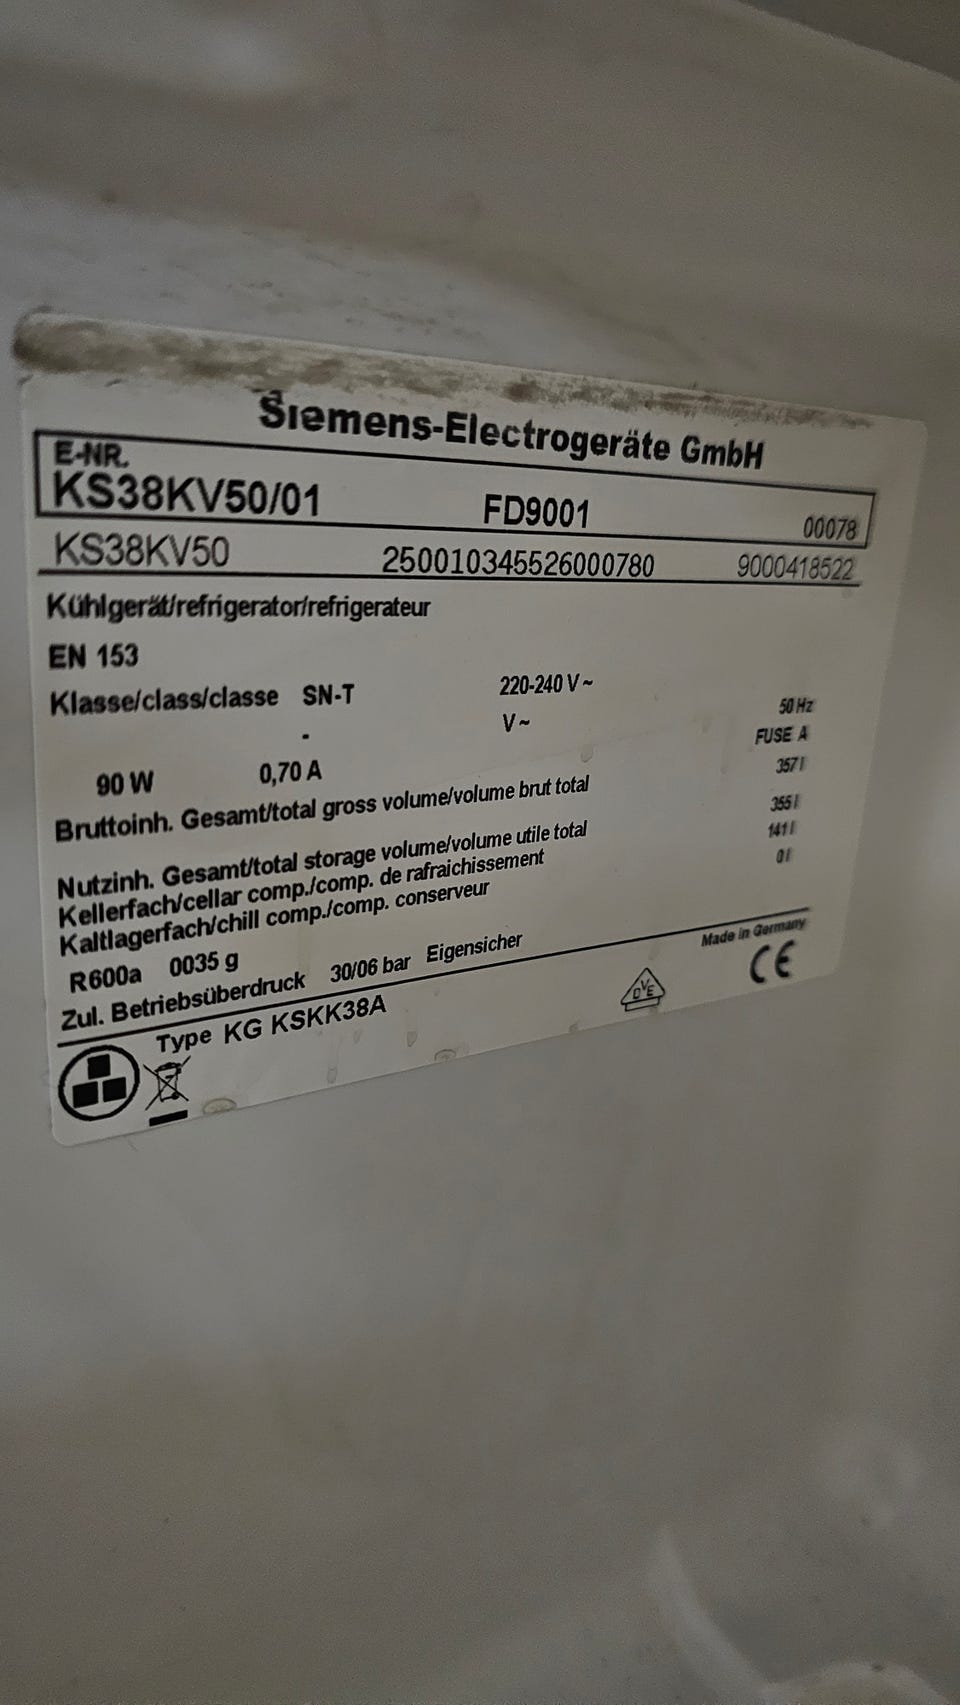 Siemens-Electrogeräte GmbH
E-NR.
KS38KV50/01 FD9001 00078
KS38KV50 250010345526000780 9000418522
Kühlgerät/refrigerator/refrigerateur
EN 153
Klasse/class/classe SN-T 220-240 V~ 50 Hz
- V~ FUSE A
90 W 0,70 A
Bruttoinh. Gesamt/total gross volume/volume brut total 357 l
Nutzinh. Gesamt/total storage volume/volume utile total 355 l
Kellerfach/cellar comp./comp. de rafraichissement 141 l
Kaltlagerfach/chill comp./comp. conserveur 0 l
R600a 0035 g
Zul. Betriebsüberdruck 30/06 bar Eigensicher Made in Germany
Type KG KSKK38A DVE CE